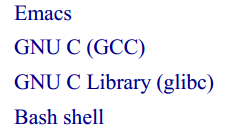 Emacs
GNU C (GCC)
GNU C Library (glibc)
Bash shell